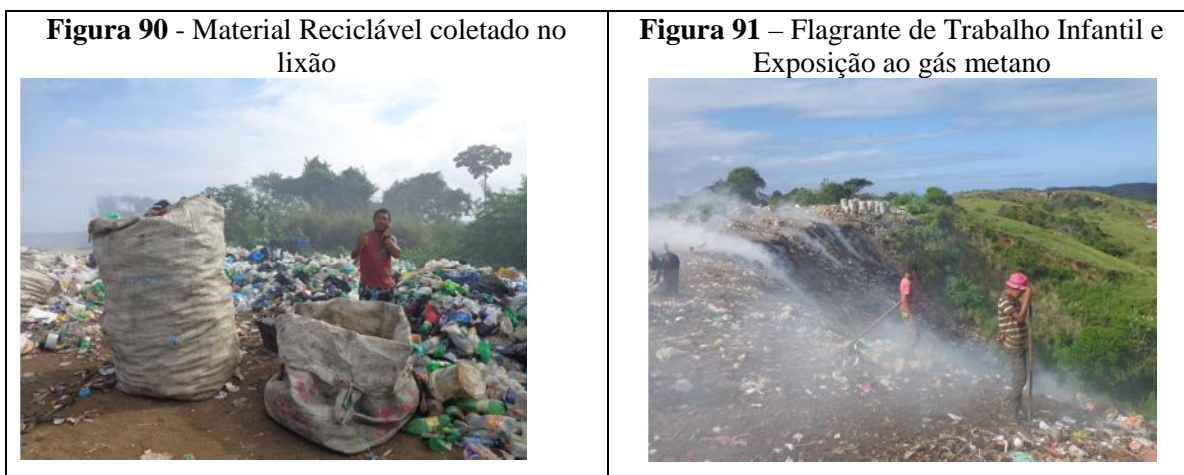 Figura 90 - Material Reciclável coletado no
lixão
Figura 91 – Flagrante de Trabalho Infantil e
Exposição ao gás metano